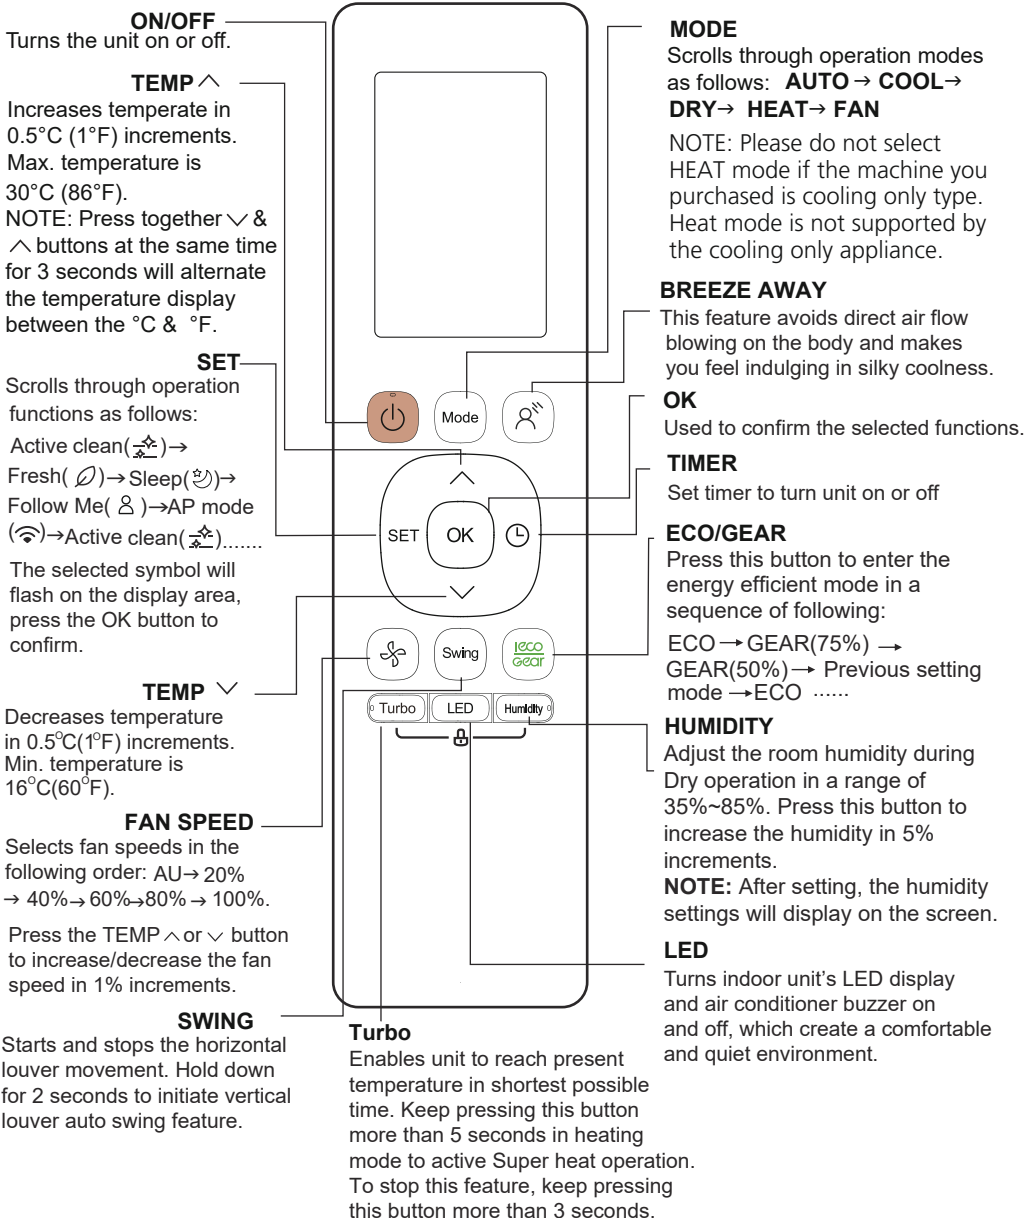 ON/OFF
Turns the unit on or off.
TEMP ︿
Increases temperate in
0.5°C (1°F) increments.
Max. temperature is
30°C (86°F).
NOTE: Press together ﹀ &
︿ buttons at the same time
for 3 seconds will alternate
the temperature display
between the °C & °F.
SET
Scrolls through operation
functions as follows:
Active clean( )→
Fresh( )→Sleep( )→
Follow Me( )→AP mode
( )→Active clean( ).......
The selected symbol will
flash on the display area,
press the OK button to
confirm.
TEMP ﹀
Decreases temperature
in 0.5°C(1°F) increments.
Min. temperature is
16°C(60°F).
FAN SPEED
Selects fan speeds in the
following order: AU→20%
→ 40%→60%→80%→100%.
Press the TEMP ︿ or ﹀ button
to increase/decrease the fan
speed in 1% increments.
SWING
Starts and stops the horizontal
louver movement. Hold down
for 2 seconds to initiate vertical
louver auto swing feature.
Mode
SET
OK
Swing
eco
Gear
Turbo
LED
Humidity
Turbo
Enables unit to reach present
temperature in shortest possible
time. Keep pressing this button
more than 5 seconds in heating
mode to active Super heat operation.
To stop this feature, keep pressing
this button more than 3 seconds.
MODE
Scrolls through operation modes
as follows: AUTO → COOL→
DRY→ HEAT→ FAN
NOTE: Please do not select
HEAT mode if the machine you
purchased is cooling only type.
Heat mode is not supported by
the cooling only appliance.
BREEZE AWAY
This feature avoids direct air flow
blowing on the body and makes
you feel indulging in silky coolness.
OK
Used to confirm the selected functions.
TIMER
Set timer to turn unit on or off
ECO/GEAR
Press this button to enter the
energy efficient mode in a
sequence of following:
ECO → GEAR(75%) →
GEAR(50%) → Previous setting
mode → ECO ......
HUMIDITY
Adjust the room humidity during
Dry operation in a range of
35%~85%. Press this button to
increase the humidity in 5%
increments.
NOTE: After setting, the humidity
settings will display on the screen.
LED
Turns indoor unit's LED display
and air conditioner buzzer on
and off, which create a comfortable
and quiet environment.